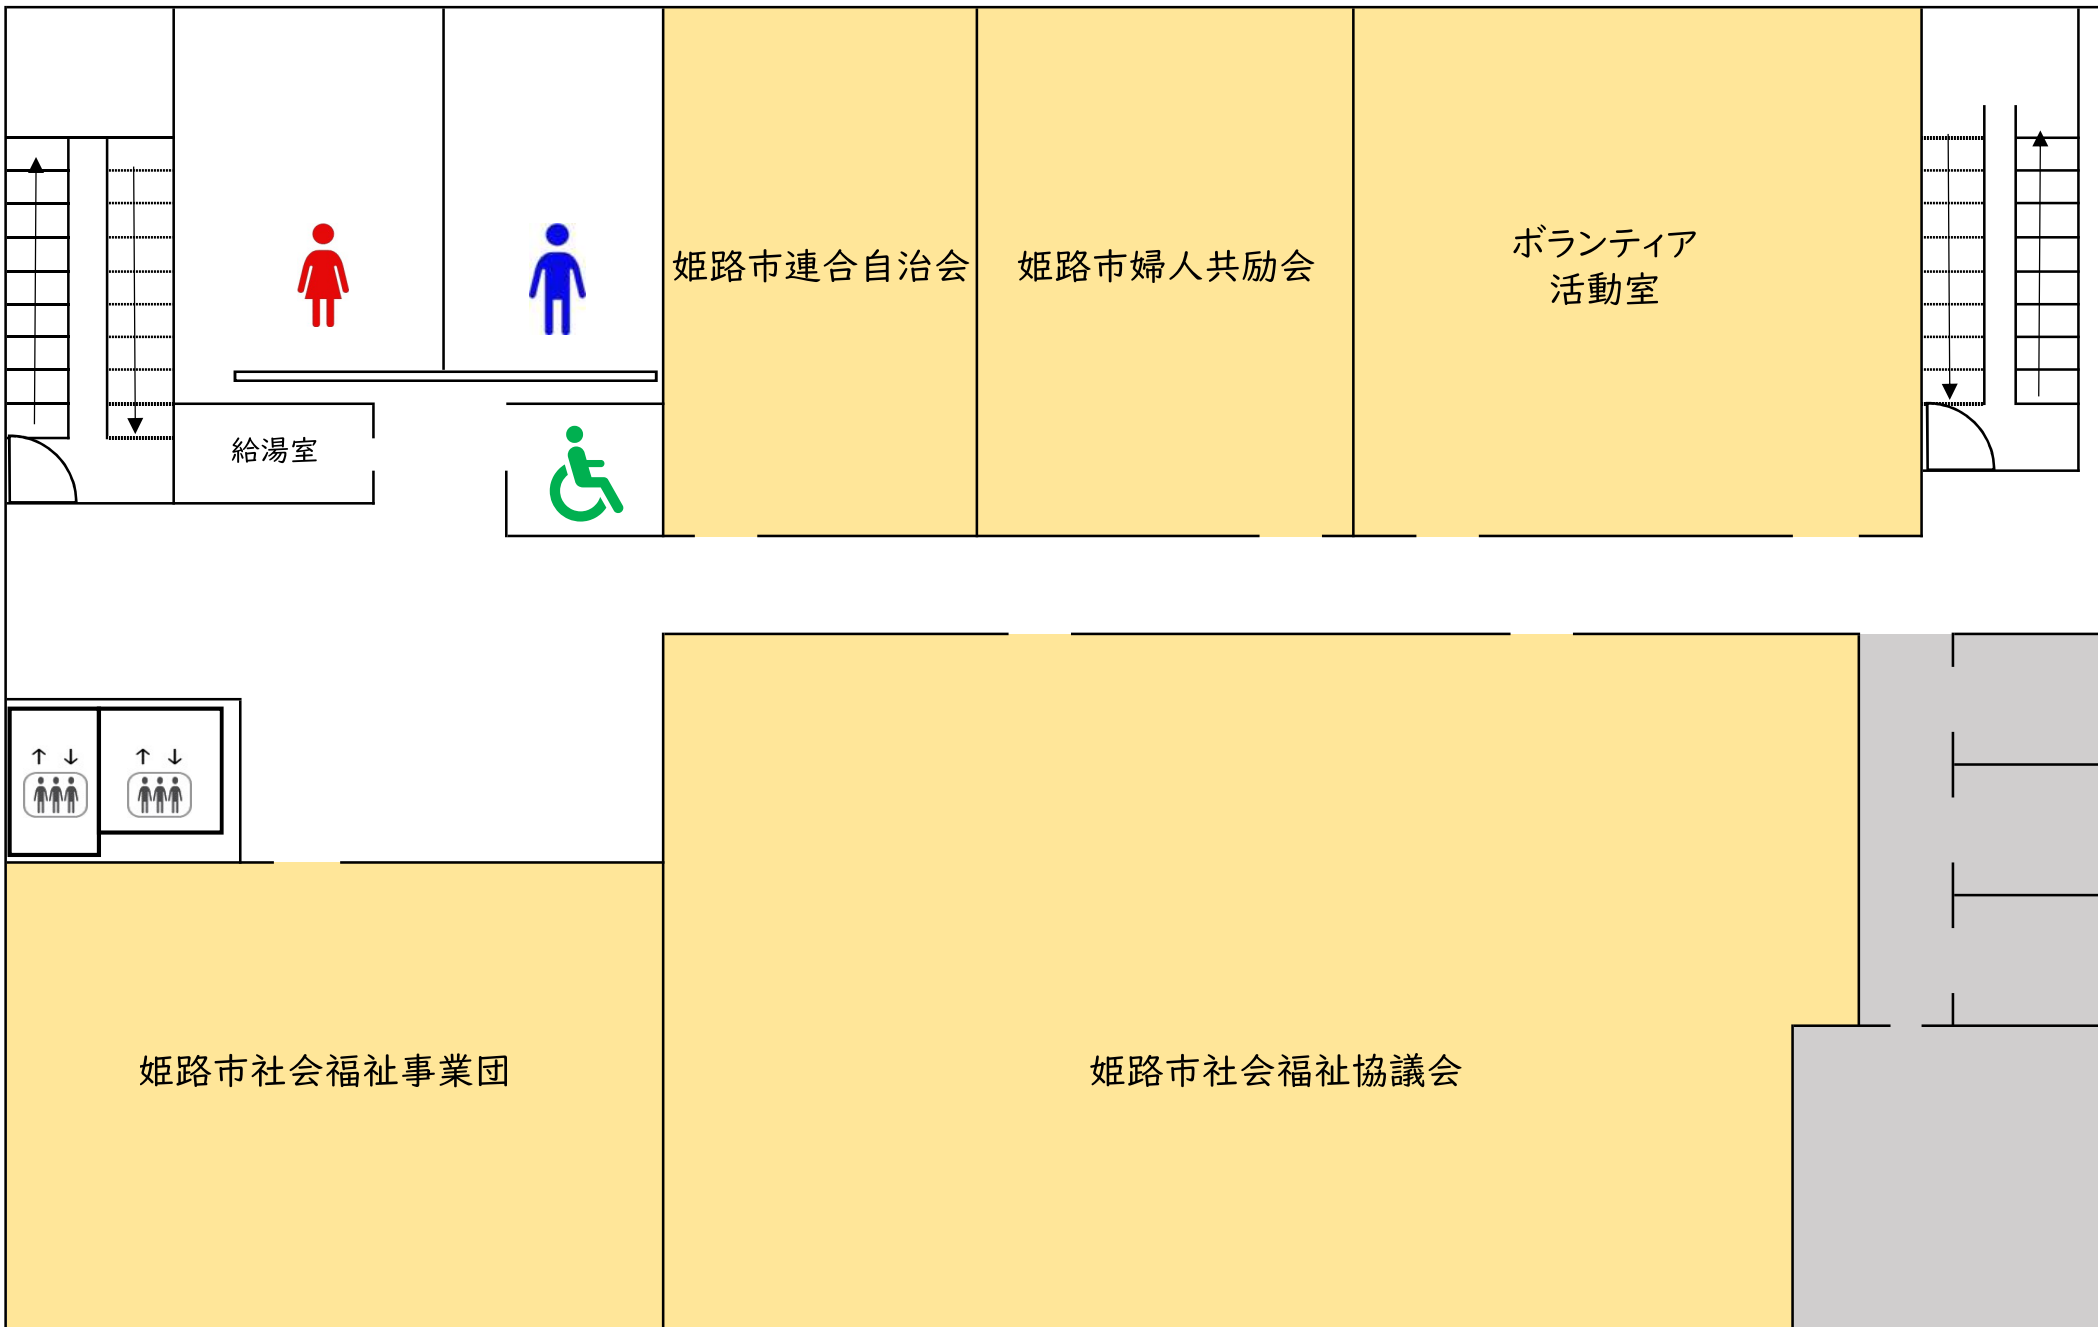 姫路市連合自治会
姫路市婦人共励会
ボランティア
活動室
給湯室
↑ ↓
↑ ↓
姫路市社会福祉事業団
姫路市社会福祉協議会